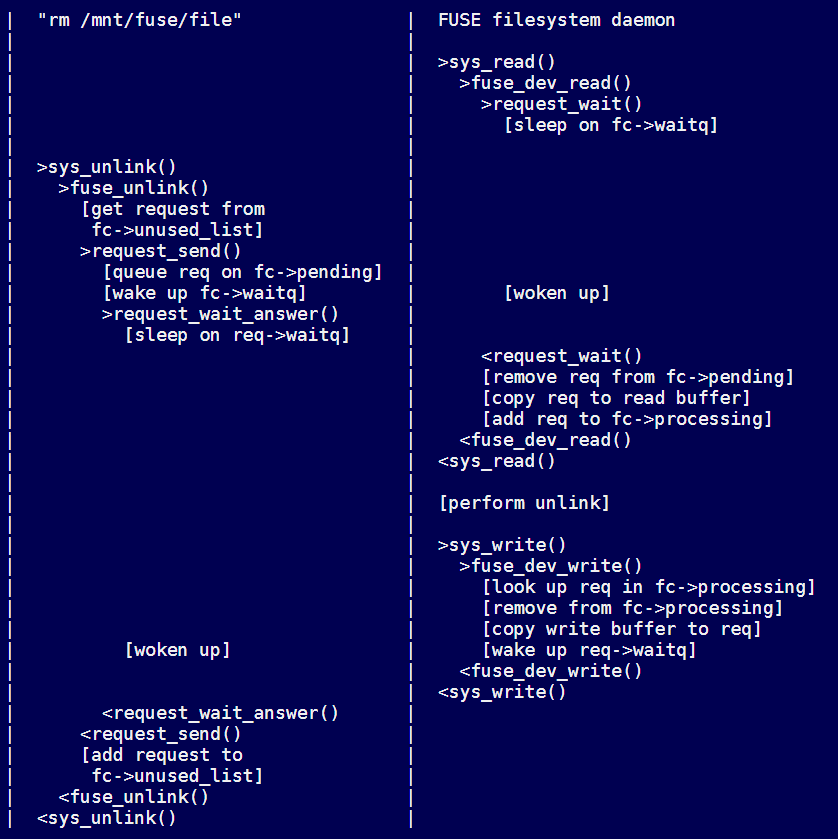 |  "rm /mnt/fuse/file"               |  FUSE filesystem daemon
|                                    |
|                                    |  >sys_read()
|                                    |    >fuse_dev_read()
|                                    |      >request_wait()
|                                    |        [sleep on fc->waitq]
|                                    |
|  >sys_unlink()                     |
|    >fuse_unlink()                  |
|      [get request from             |
|       fc->unused_list]             |
|      >request_send()               |
|        [queue req on fc->pending]  |
|        [wake up fc->waitq]         |        [woken up]
|        >request_wait_answer()      |
|          [sleep on req->waitq]     |
|                                    |      <request_wait()
|                                    |      [remove req from fc->pending]
|                                    |      [copy req to read buffer]
|                                    |      [add req to fc->processing]
|                                    |    <fuse_dev_read()
|                                    |  <sys_read()
|                                    |
|                                    |  [perform unlink]
|                                    |
|                                    |  >sys_write()
|                                    |    >fuse_dev_write()
|                                    |      [look up req in fc->processing]
|                                    |      [remove from fc->processing]
|                                    |      [copy write buffer to req]
|          [woken up]                |      [wake up req->waitq]
|                                    |    <fuse_dev_write()
|                                    |  <sys_write()
|        <request_wait_answer()      |
|      <request_send()               |
|      [add request to               |
|       fc->unused_list]             |
|    <fuse_unlink()                  |
|  <sys_unlink()                     |